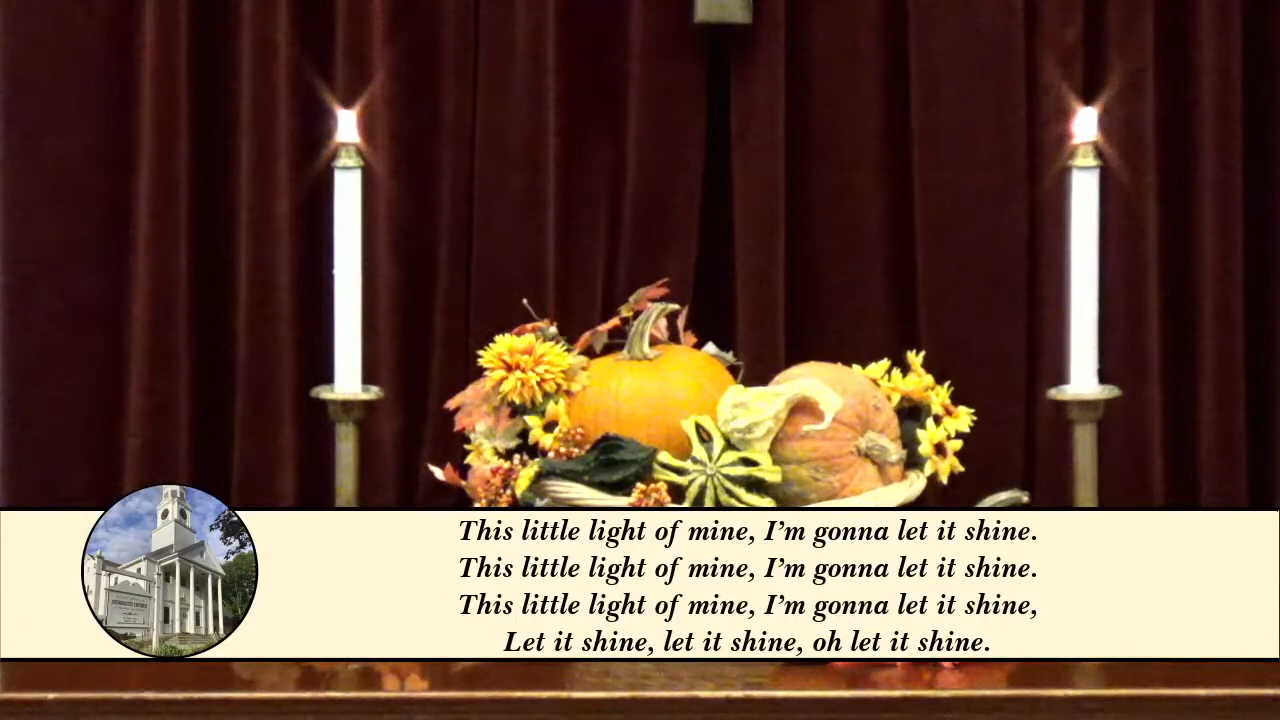 This little light of mine, I’m gonna let it shine.
This little light of mine, I’m gonna let it shine.
This little light of mine, I’m gonna let it shine,
Let it shine, let it shine, oh let it shine.